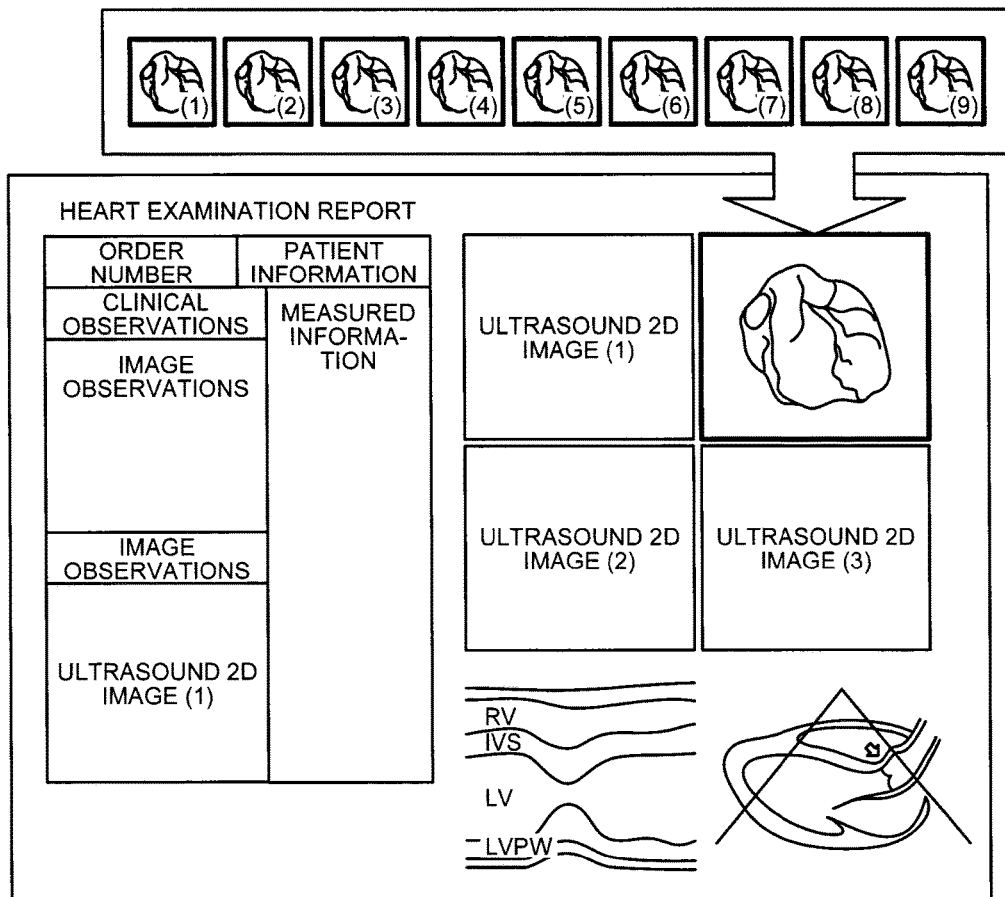 (1) (2) (3) (4) (5) (6) (7) (8) (9)
HEART EXAMINATION REPORT
ORDER
NUMBER
PATIENT
INFORMATION
CLINICAL
OBSERVATIONS
MEASURED
INFORMA-
TION
IMAGE
OBSERVATIONS
IMAGE
OBSERVATIONS
ULTRASOUND 2D
IMAGE (1)
ULTRASOUND 2D
IMAGE (1)
ULTRASOUND 2D
IMAGE (2)
ULTRASOUND 2D
IMAGE (3)
RV
IVS
LV
LVPW